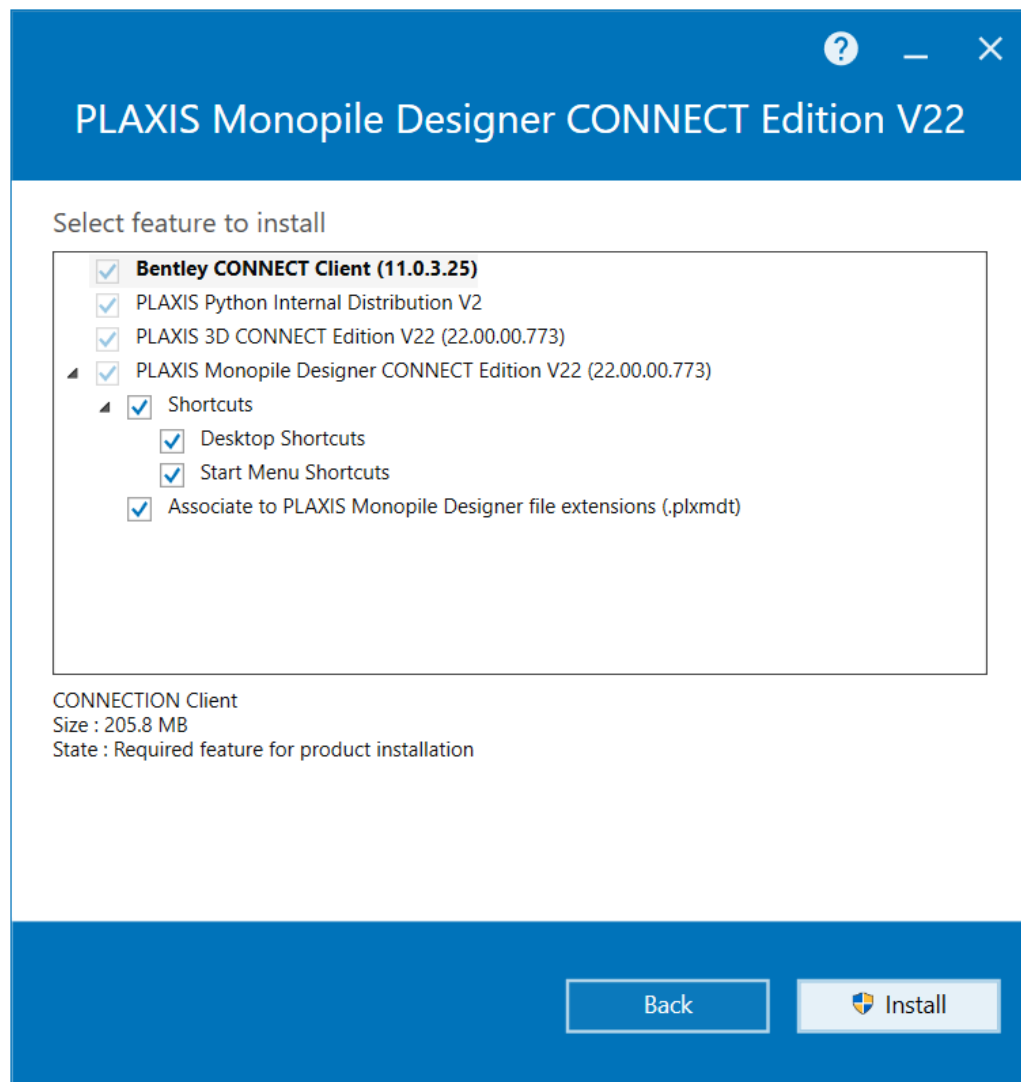 ?
PLAXIS Monopile Designer CONNECT Edition V22
Select feature to install
Bentley CONNECT Client (11.0.3.25)
PLAXIS Python Internal Distribution V2
PLAXIS 3D CONNECT Edition V22 (22.00.00.773)
PLAXIS Monopile Designer CONNECT Edition V22 (22.00.00.773)
Shortcuts
Desktop Shortcuts
Start Menu Shortcuts
Associate to PLAXIS Monopile Designer file extensions (.plxmdt)
CONNECTION Client
Size : 205.8 MB
State : Required feature for product installation
Back
Install